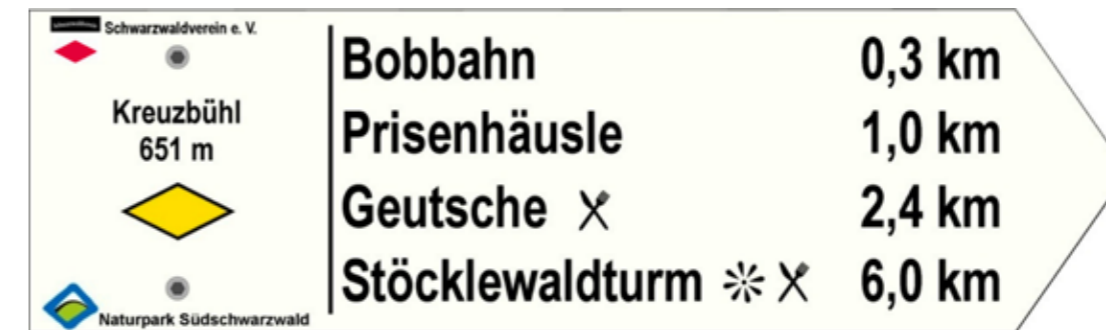 Schwarzwaldverein e. V.
Kreuzbühl
651 m
Naturpark Südschwarzwald
Bobbahn 0,3 km
Prisenhäusle 1,0 km
Geutsche 2,4 km
Stöcklewaldturm 6,0 km